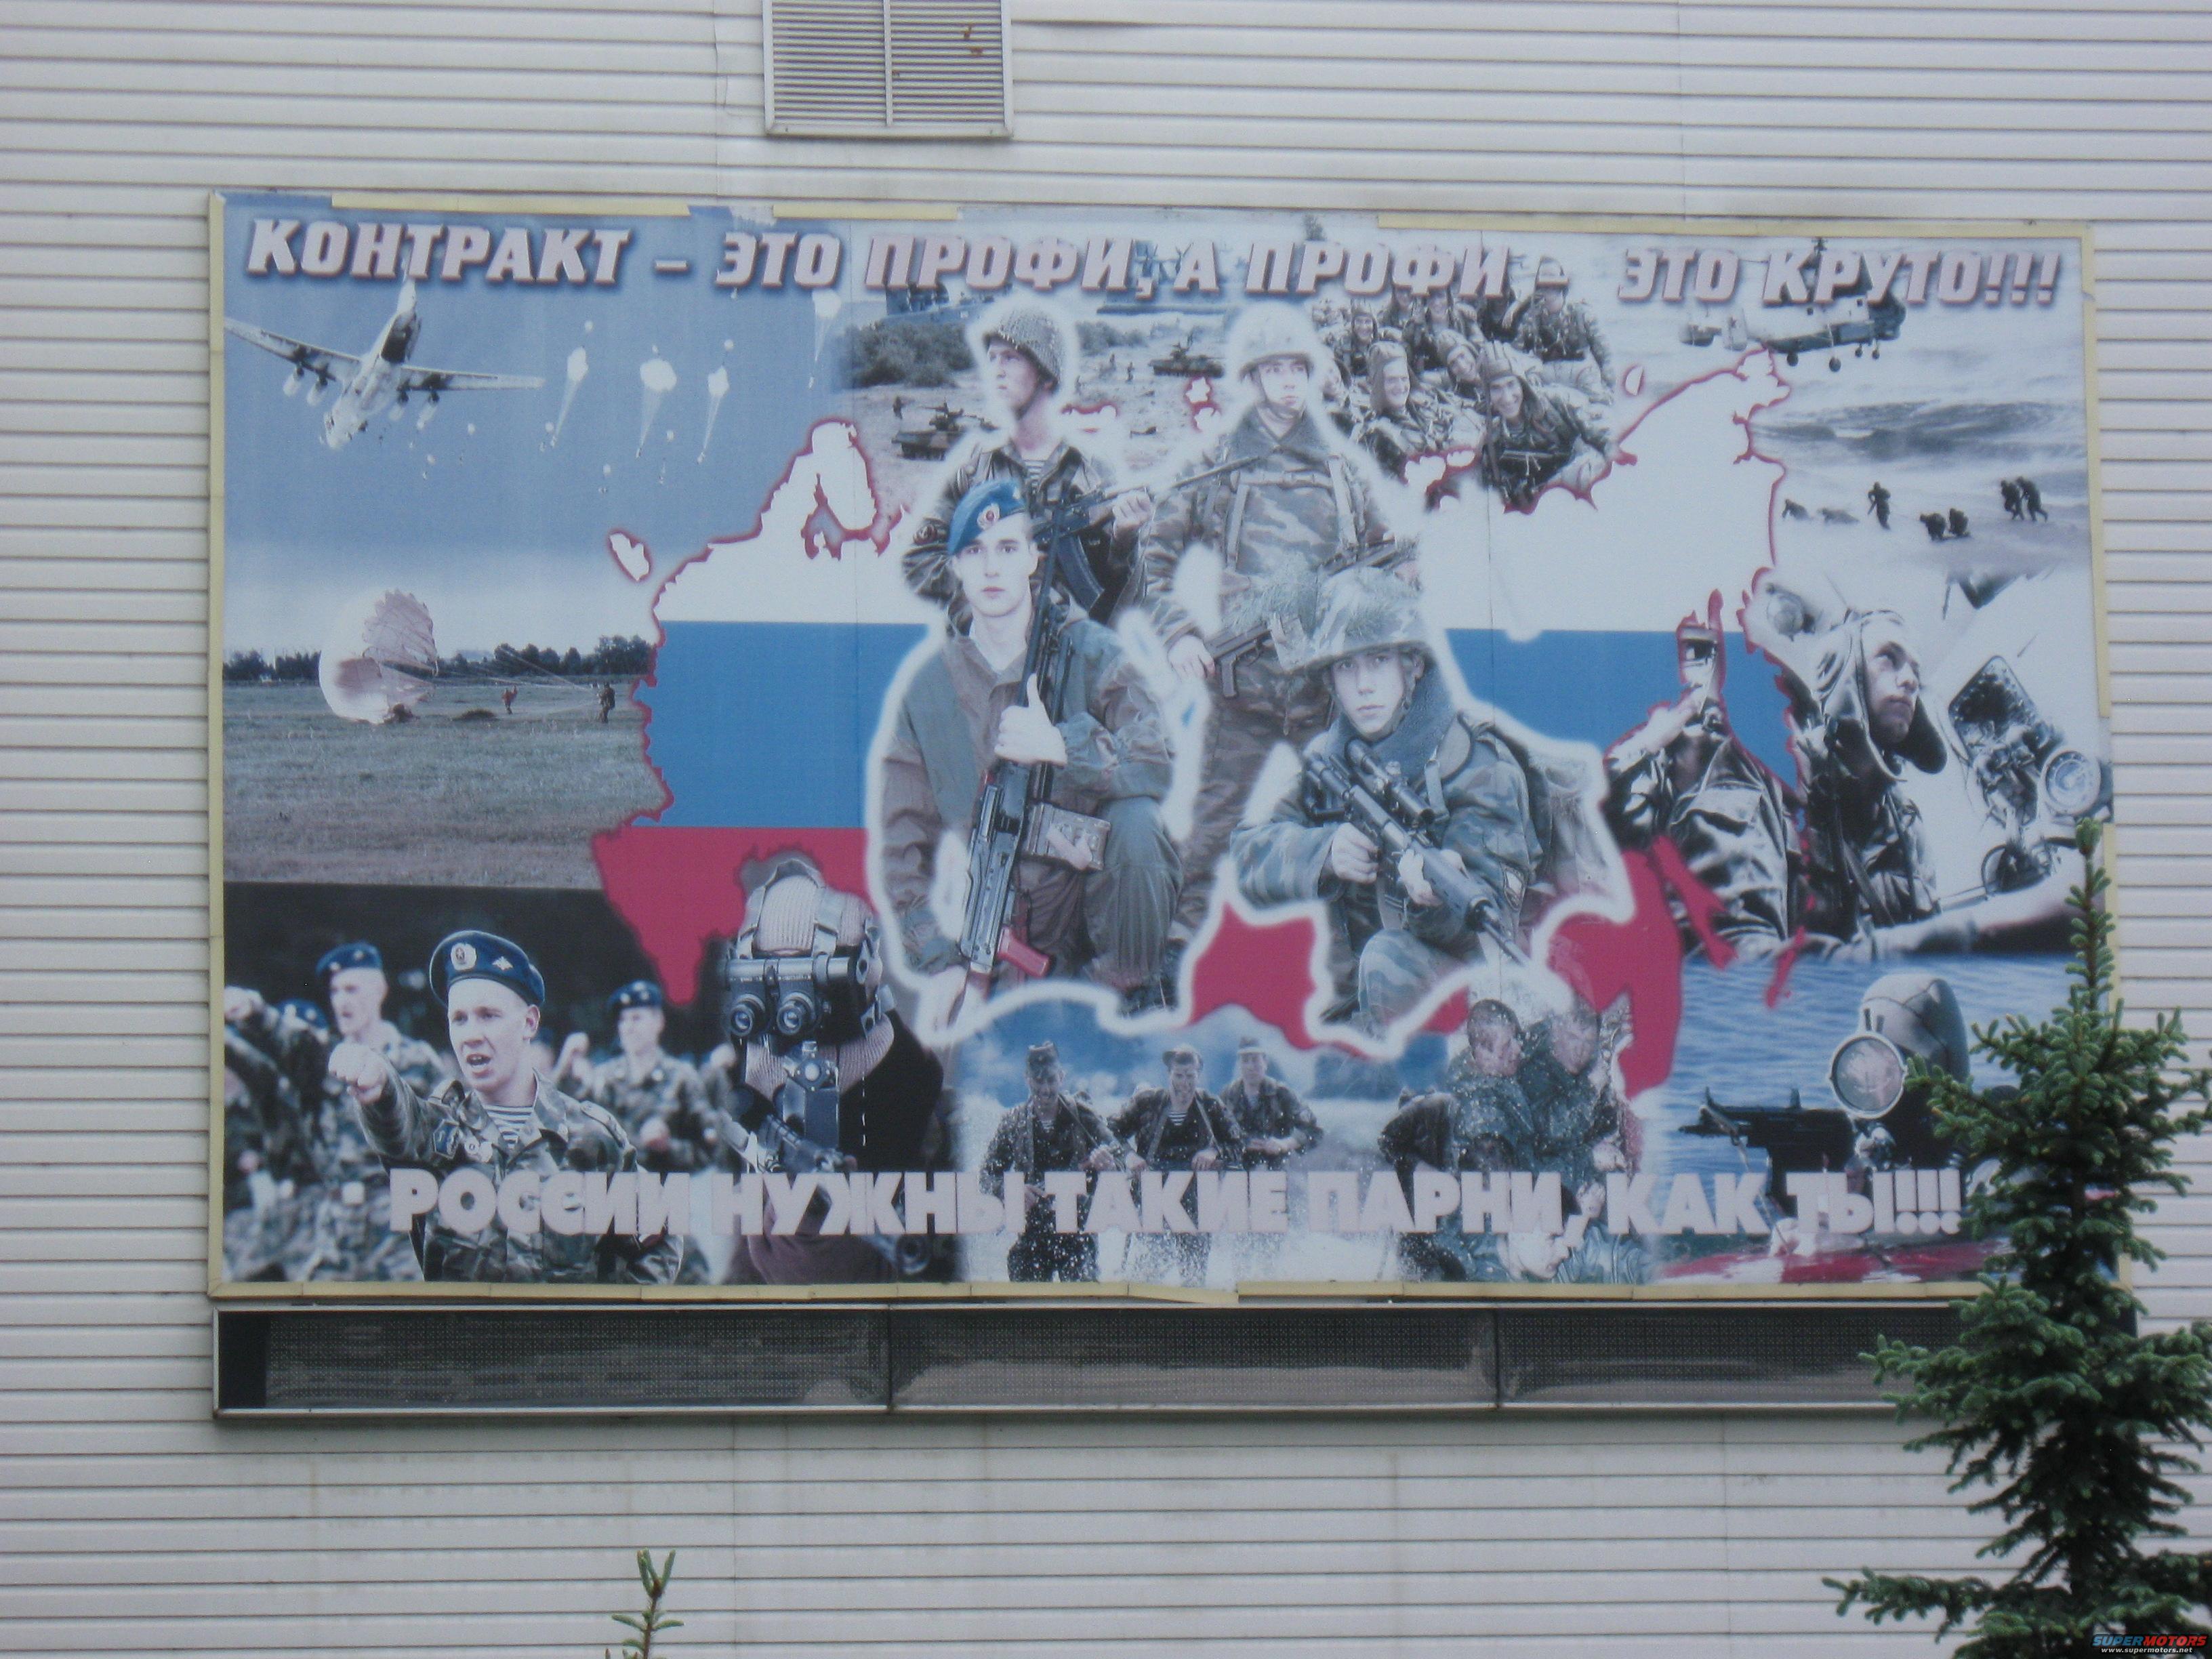 КОНТРАКТ – ЭТО ПРОФИ, А ПРОФИ – ЭТО КРУТО!!!
РОССИИ НУЖНЫ ТАКИЕ ПАРНИ, КАК ТЫ!!!
SUPERMOTORS
www.supermotors.net